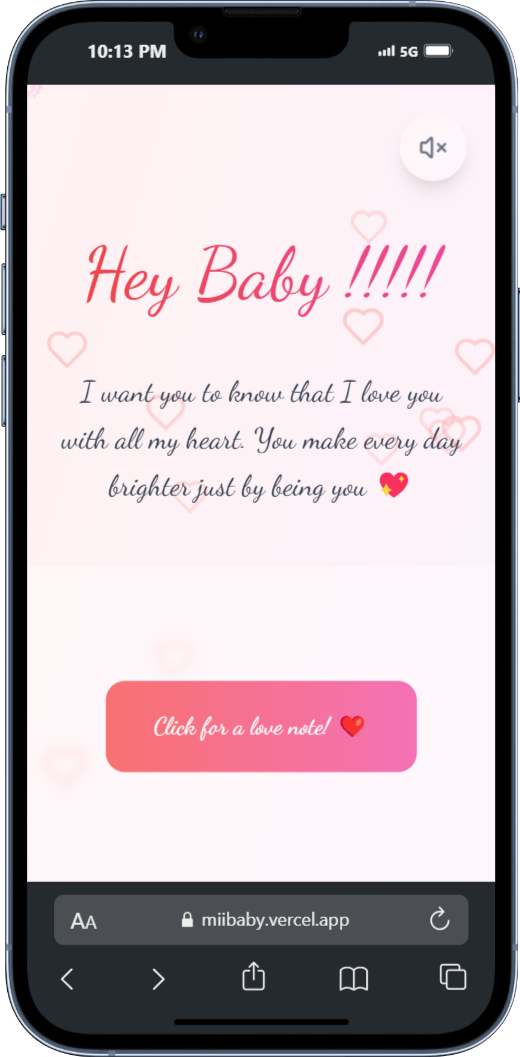 10:13 PM 5G
Hey Baby !!!!!
I want you to know that I love you
with all my heart. You make every day
brighter just by being you 💖
Click for a love note! ❤️
AA miibaby.vercel.app